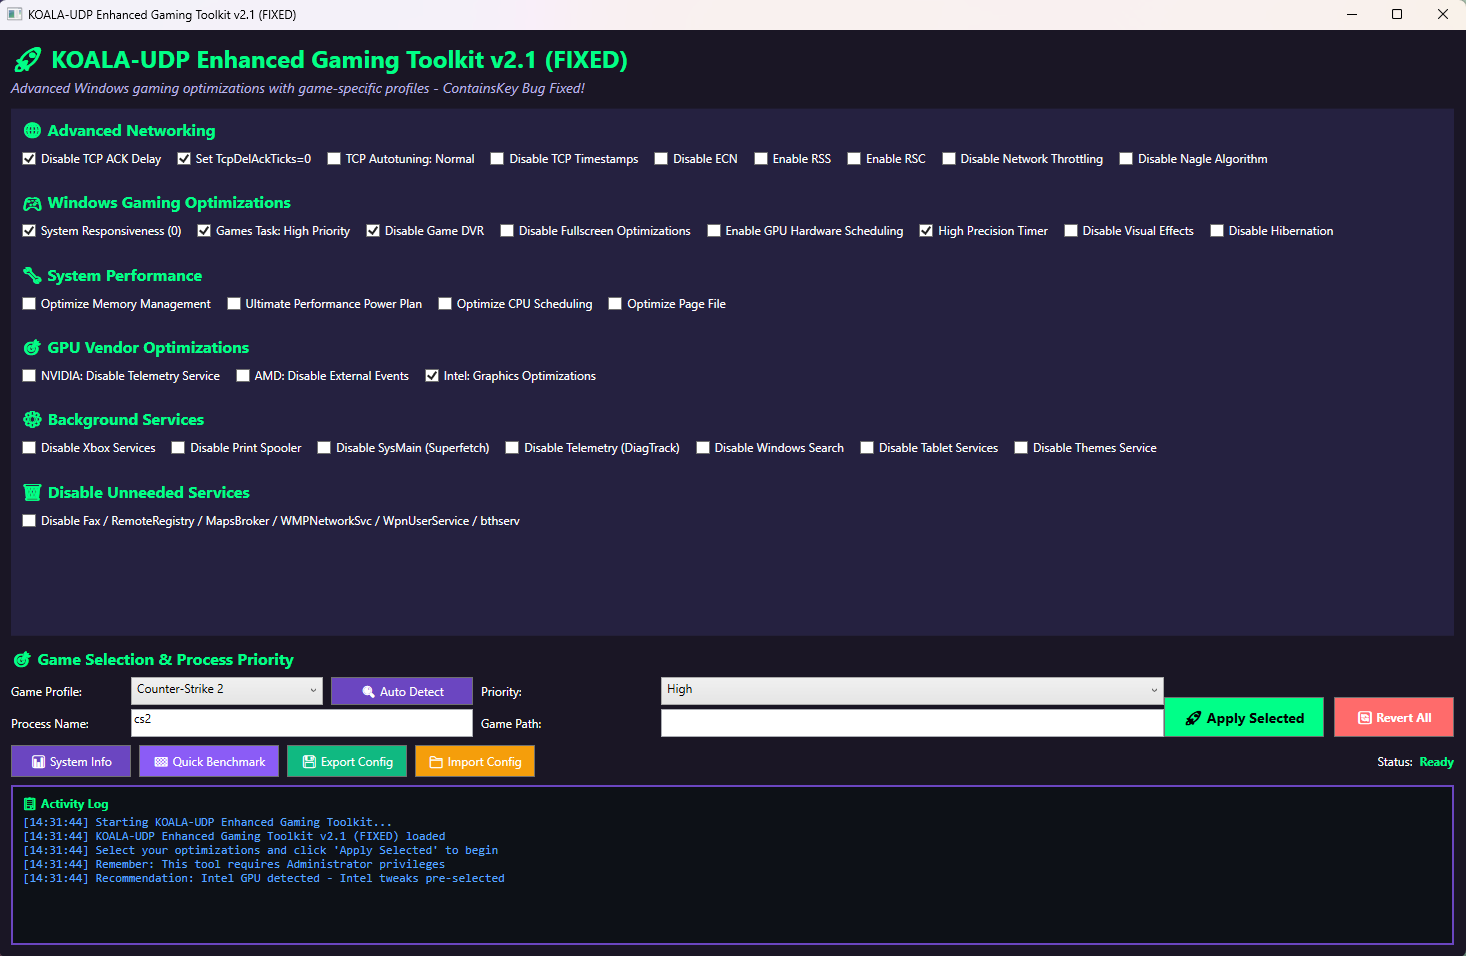 KOALA-UDP Enhanced Gaming Toolkit v2.1 (FIXED)
KOALA-UDP Enhanced Gaming Toolkit v2.1 (FIXED)
Advanced Windows gaming optimizations with game-specific profiles - ContainsKey Bug Fixed!
Advanced Networking
Disable TCP ACK Delay Set TcpDelAckTicks=0 TCP Autotuning: Normal Disable TCP Timestamps Disable ECN Enable RSS Enable RSC Disable Network Throttling Disable Nagle Algorithm
Windows Gaming Optimizations
System Responsiveness (0) Games Task: High Priority Disable Game DVR Disable Fullscreen Optimizations Enable GPU Hardware Scheduling High Precision Timer Disable Visual Effects Disable Hibernation
System Performance
Optimize Memory Management Ultimate Performance Power Plan Optimize CPU Scheduling Optimize Page File
GPU Vendor Optimizations
NVIDIA: Disable Telemetry Service AMD: Disable External Events Intel: Graphics Optimizations
Background Services
Disable Xbox Services Disable Print Spooler Disable SysMain (Superfetch) Disable Telemetry (DiagTrack) Disable Windows Search Disable Tablet Services Disable Themes Service
Disable Unneeded Services
Disable Fax / RemoteRegistry / MapsBroker / WMPNetworkSvc / WpnUserService / bthserv
Game Selection & Process Priority
Game Profile: Counter-Strike 2 Auto Detect Priority: High
Process Name: cs2 Game Path: Apply Selected Revert All
System Info Quick Benchmark Export Config Import Config Status: Ready
Activity Log
[14:31:44] Starting KOALA-UDP Enhanced Gaming Toolkit...
[14:31:44] KOALA-UDP Enhanced Gaming Toolkit v2.1 (FIXED) loaded
[14:31:44] Select your optimizations and click 'Apply Selected' to begin
[14:31:44] Remember: This tool requires Administrator privileges
[14:31:44] Recommendation: Intel GPU detected - Intel tweaks pre-selected